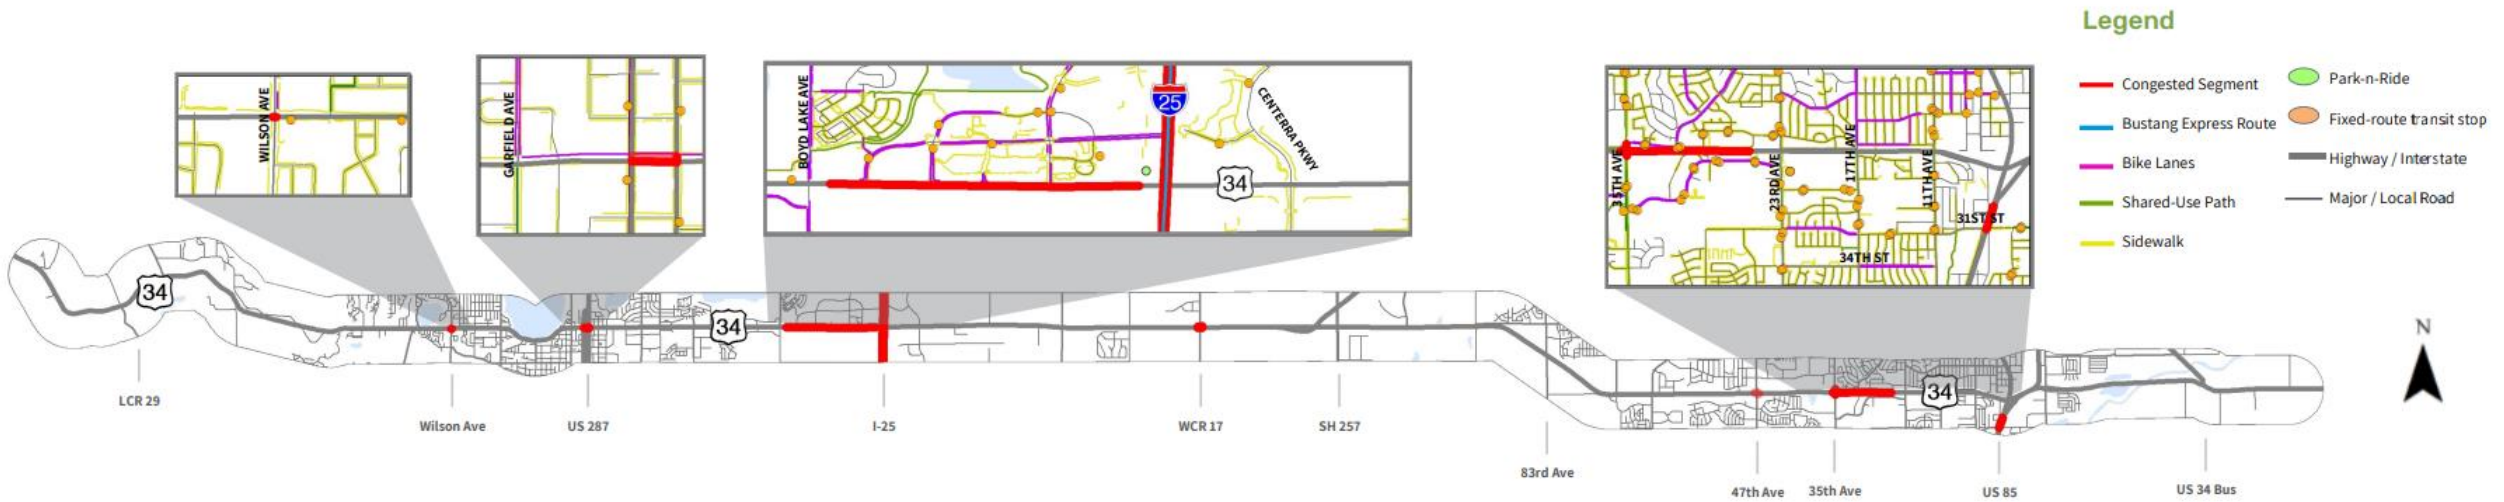 Legend
Congested Segment
Bustang Express Route
Bike Lanes
Shared-Use Path
Sidewalk
Park-n-Ride
Fixed-route transit stop
Highway / Interstate
Major / Local Road
WILSON AVE
GARFIELD AVE
BOYD LAKE AVE
25
CENTERRA PKWY
34
35TH AVE
23RD AVE
17TH AVE
11TH AVE
31ST ST
34TH ST
34
34
34
N
LCR 29
Wilson Ave
US 287
I-25
WCR 17
SH 257
83rd Ave
47th Ave
35th Ave
US 85
US 34 Bus